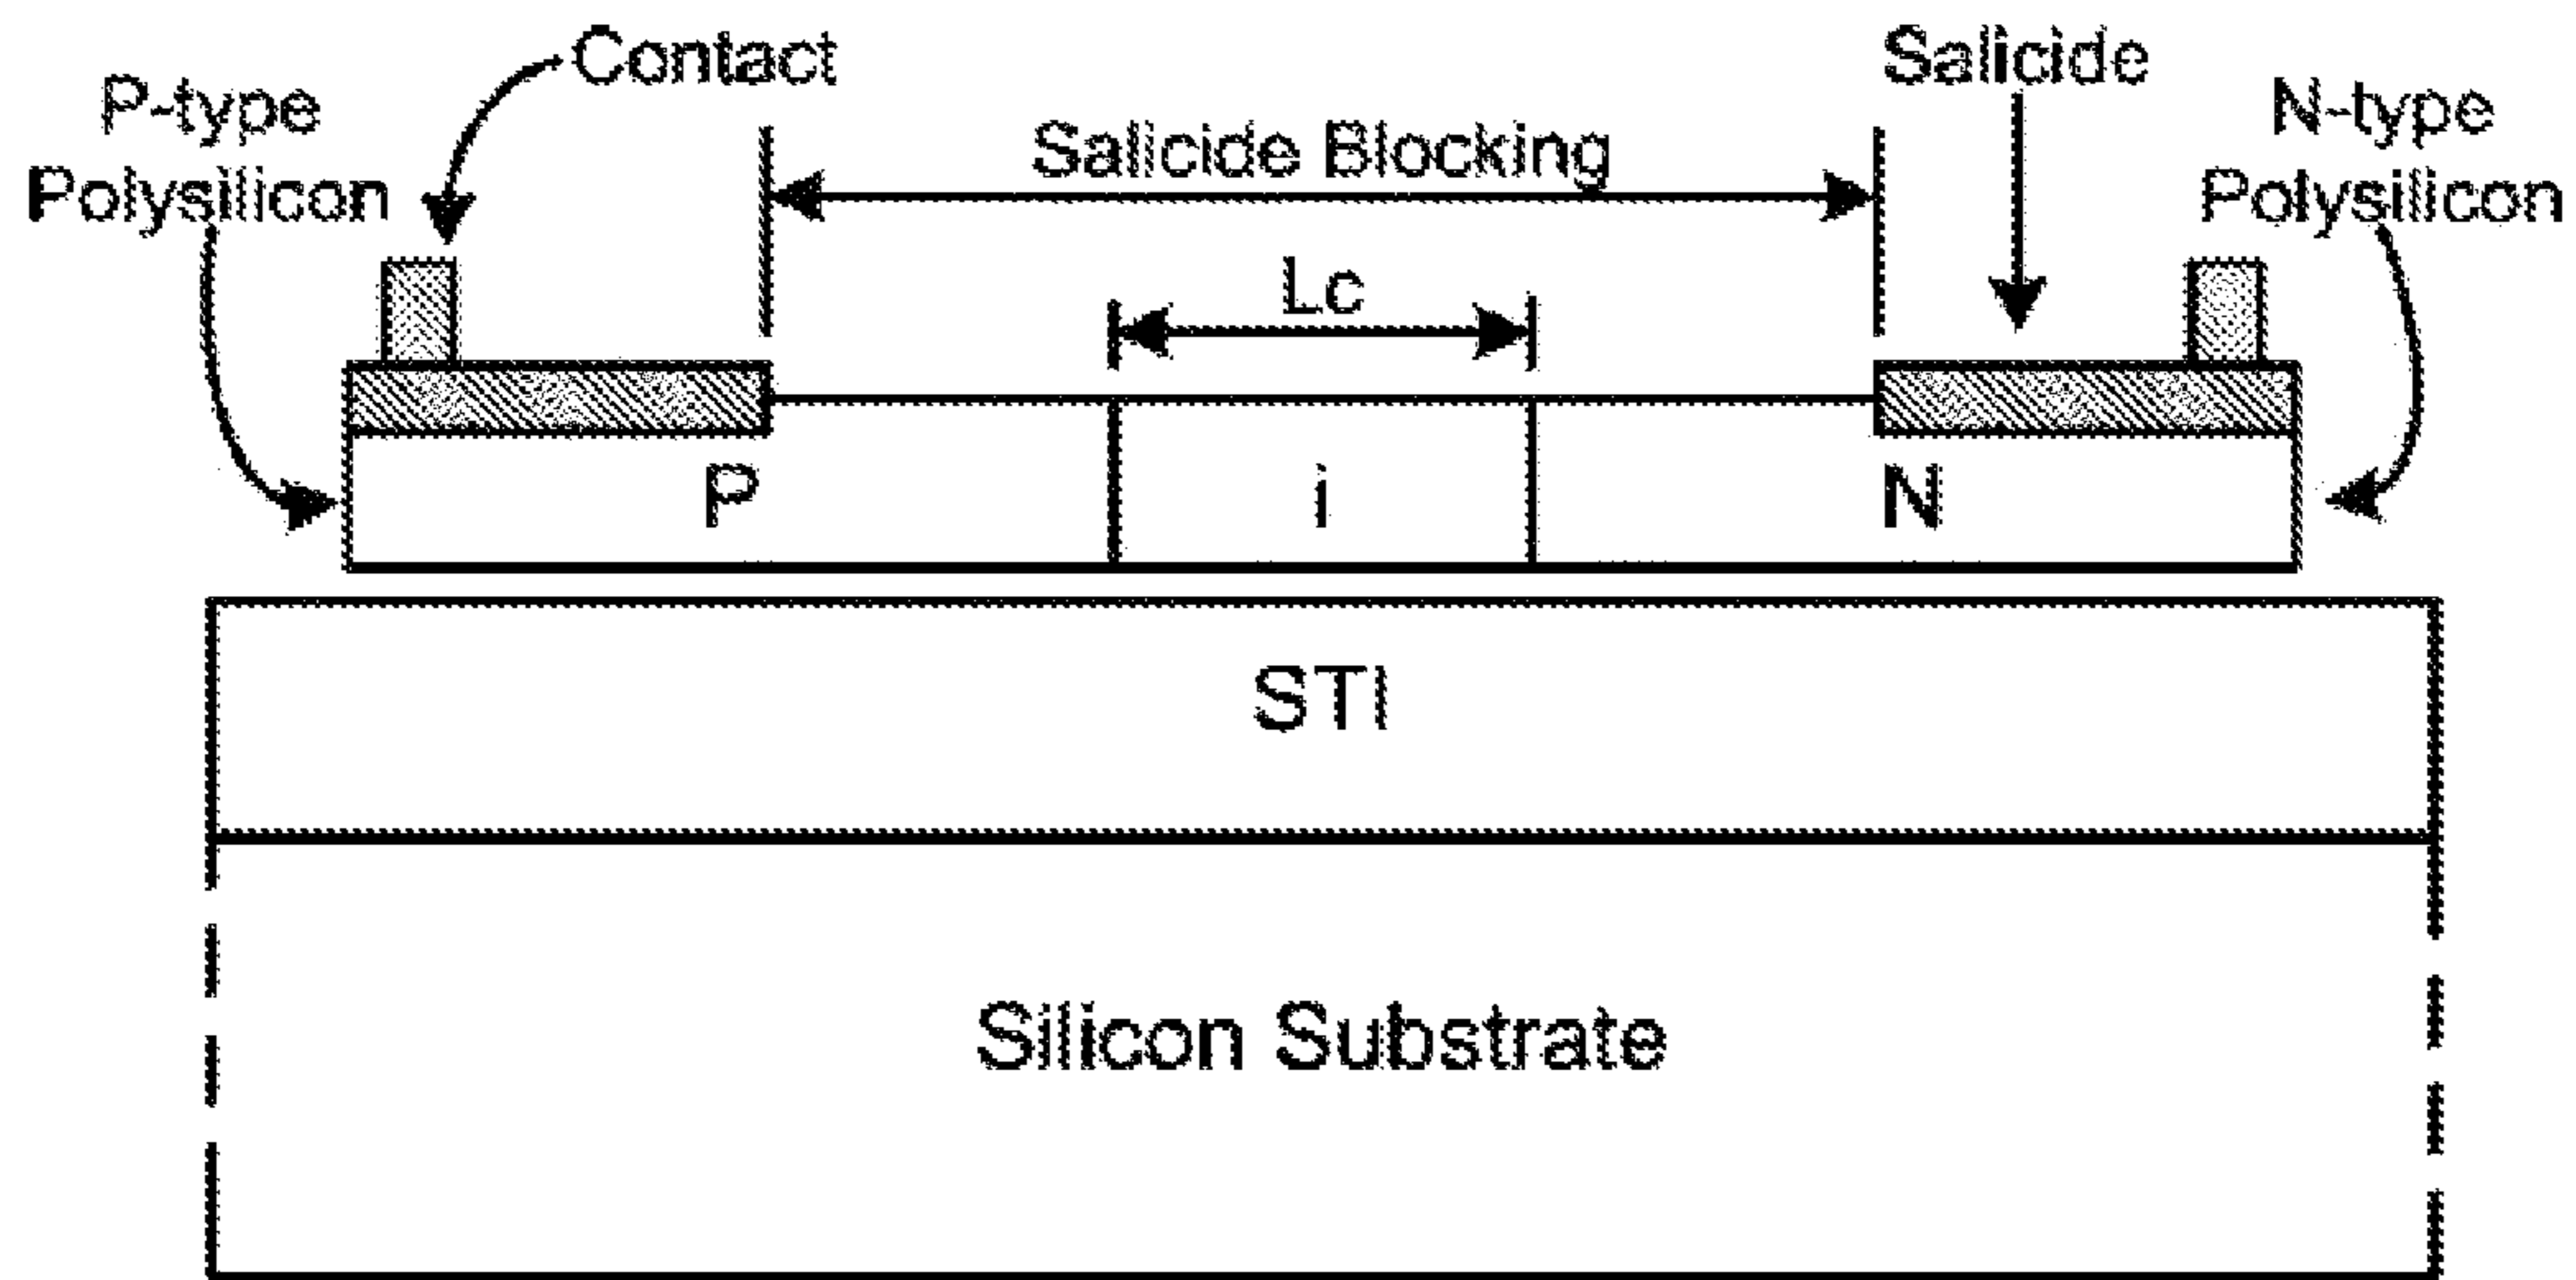 Contact
Salicide
P-type
Polysilicon
Salicide Blocking
N-type
Polysilicon
Lc
P
i
N
STI
Silicon Substrate